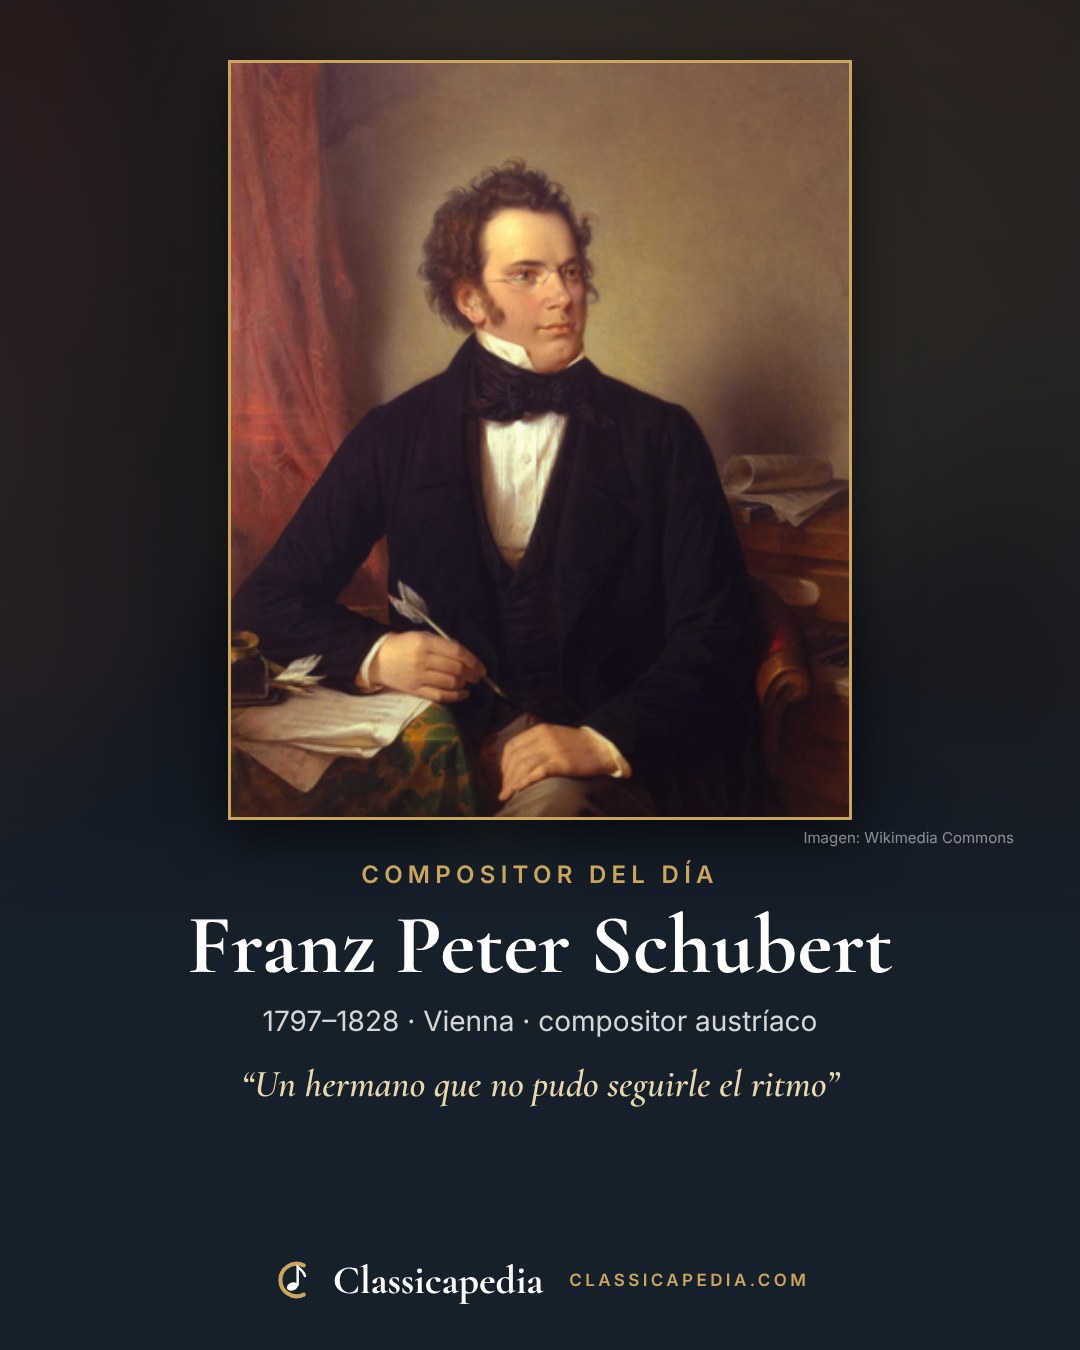 Imagen: Wikimedia Commons
COMPOSITOR DEL DÍA
Franz Peter Schubert
1797–1828 · Vienna · compositor austríaco
“Un hermano que no pudo seguirle el ritmo”
Classicapedia CLASSICAPEDIA.COM